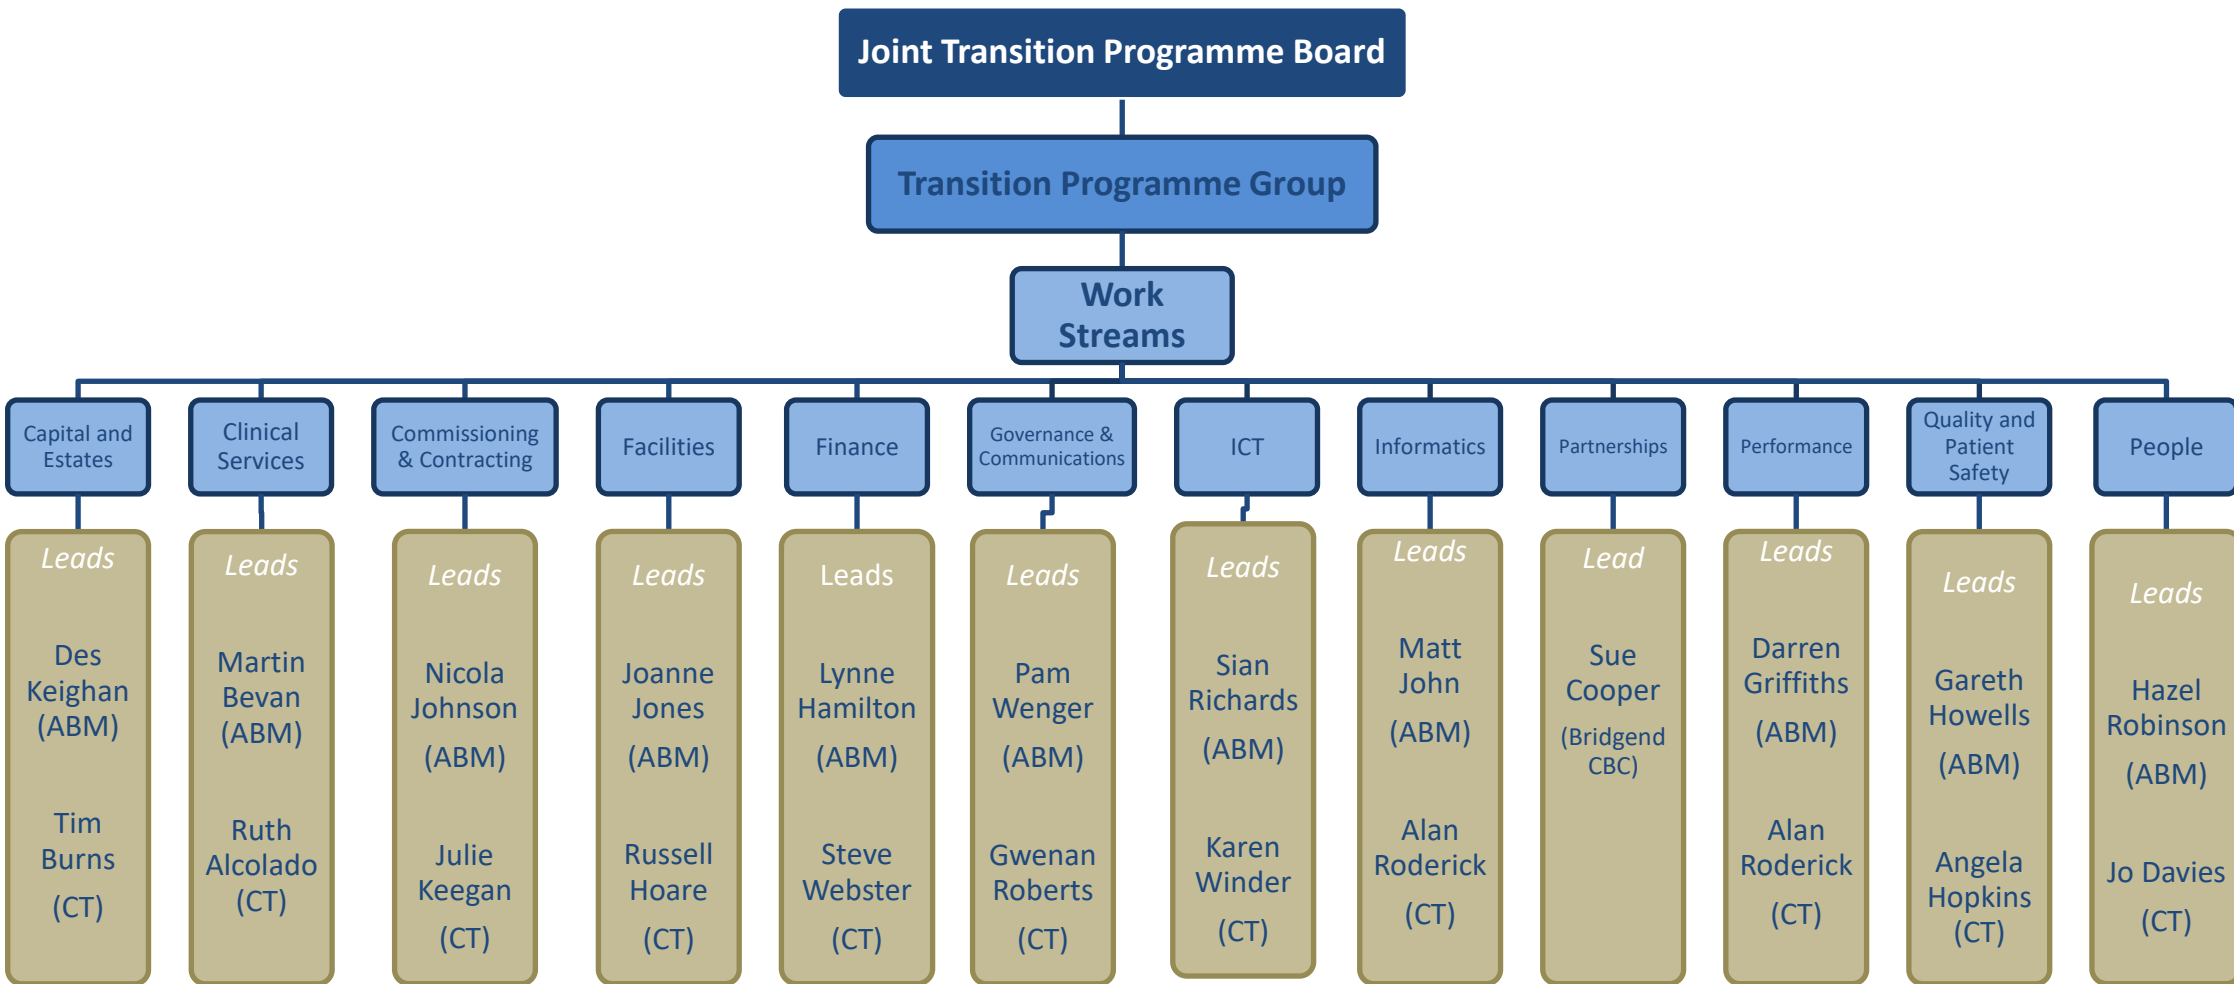 Joint Transition Programme Board
Transition Programme Group
Work
Streams
Capital and
Estates
Clinical
Services
Commissioning
& Contracting
Facilities
Finance
Governance &
Communications
ICT
Informatics
Partnerships
Performance
Quality and
Patient
Safety
People
Leads
Des
Keighan
(ABM)
Tim
Burns
(CT)
Leads
Martin
Bevan
(ABM)
Ruth
Alcolado
(CT)
Leads
Nicola
Johnson
(ABM)
Julie
Keegan
(CT)
Leads
Joanne
Jones
(ABM)
Russell
Hoare
(CT)
Leads
Lynne
Hamilton
(ABM)
Steve
Webster
(CT)
Leads
Pam
Wenger
(ABM)
Gwenan
Roberts
(CT)
Leads
Sian
Richards
(ABM)
Karen
Winder
(CT)
Leads
Matt
John
(ABM)
Alan
Roderick
(CT)
Lead
Sue
Cooper
(Bridgend
CBC)
Leads
Darren
Griffiths
(ABM)
Alan
Roderick
(CT)
Leads
Gareth
Howells
(ABM)
Angela
Hopkins
(CT)
Leads
Hazel
Robinson
(ABM)
Jo Davies
(CT)